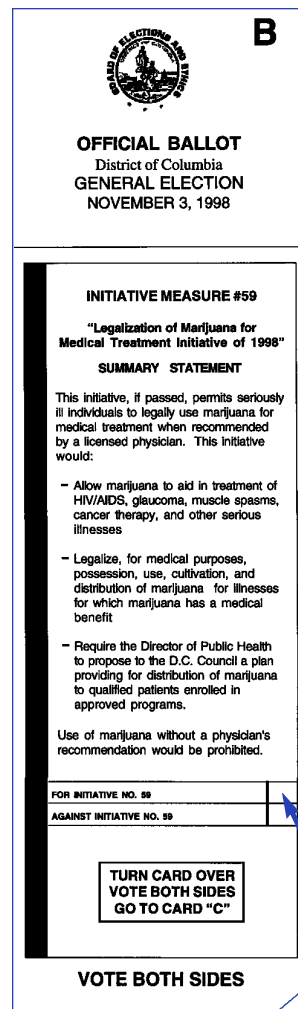 B
BOARD OF ELECTIONS AND ETHICS
OFFICIAL BALLOT
District of Columbia
GENERAL ELECTION
NOVEMBER 3, 1998
INITIATIVE MEASURE #59
"Legalization of Marijuana for
Medical Treatment Initiative of 1998"
SUMMARY STATEMENT
This initiative, if passed, permits seriously
ill individuals to legally use marijuana for
medical treatment when recommended
by a licensed physician. This initiative
would:
– Allow marijuana to aid in treatment of
HIV/AIDS, glaucoma, muscle spasms,
cancer therapy, and other serious
illnesses
– Legalize, for medical purposes,
possession, use, cultivation, and
distribution of marijuana for illnesses
for which marijuana has a medical
benefit
– Require the Director of Public Health
to propose to the D.C. Council a plan
providing for distribution of marijuana
to qualified patients enrolled in
approved programs.
Use of marijuana without a physician's
recommendation would be prohibited.
FOR INITIATIVE NO. 59
AGAINST INITIATIVE NO. 59
TURN CARD OVER
VOTE BOTH SIDES
GO TO CARD "C"
VOTE BOTH SIDES